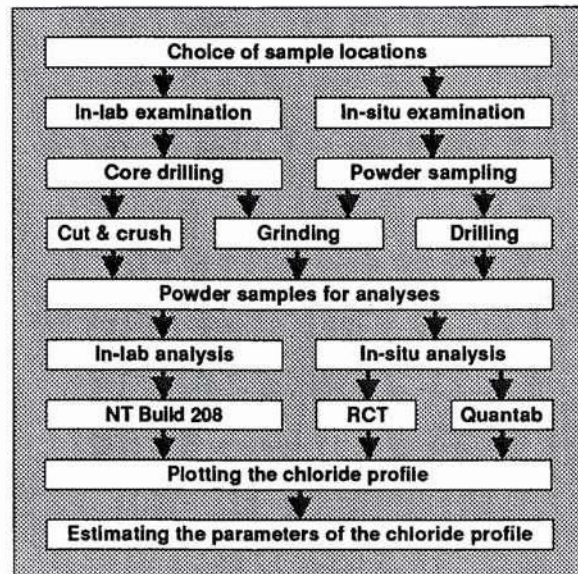 Choice of sample locations
In-lab examination
In-situ examination
Core drilling
Powder sampling
Cut & crush
Grinding
Drilling
Powder samples for analyses
In-lab analysis
In-situ analysis
NT Build 208
RCT
Quantab
Plotting the chloride profile
Estimating the parameters of the chloride profile